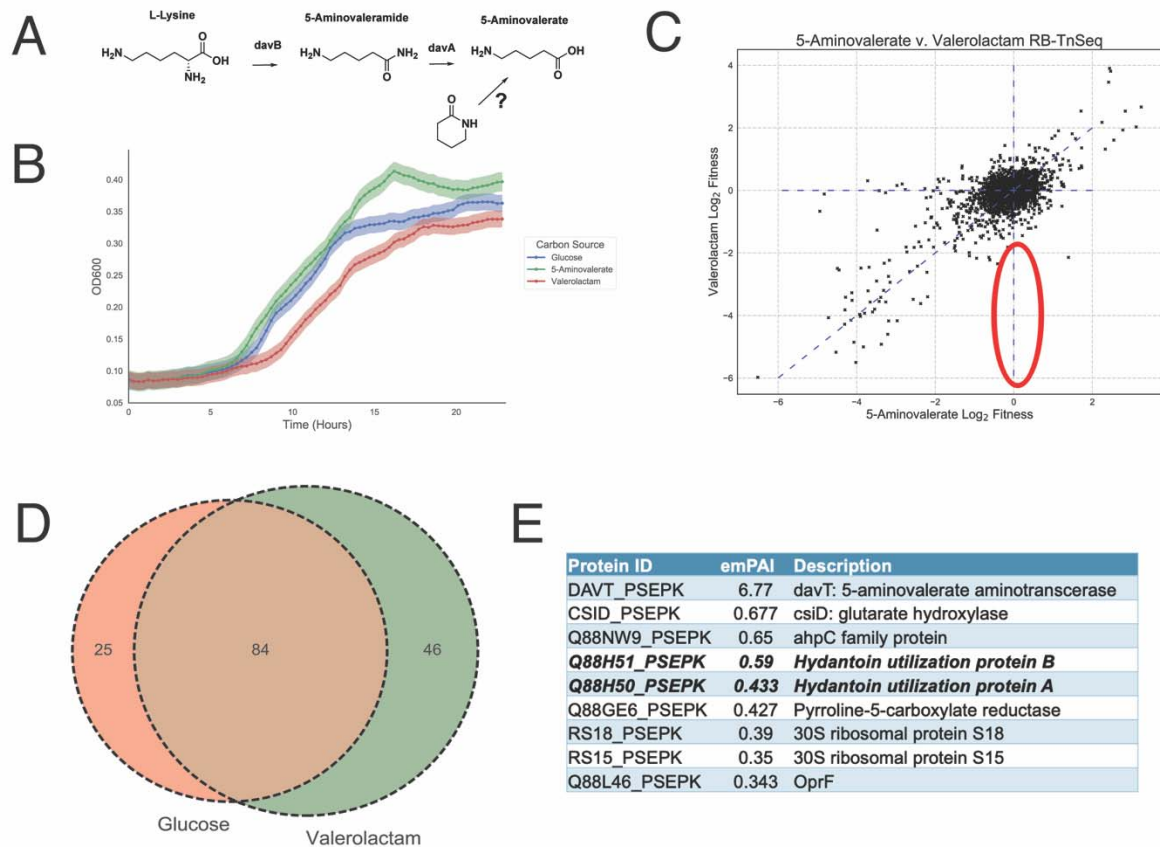 A
L-Lysine
5-Aminovaleramide
5-Aminovalerate
davB
davA
H2N
O
OH
NH2
H2N
NH2
O
H2N
OH
O
O
NH
?
B
0.40
0.35
0.30
0.25
0.20
0.15
0.10
0.05
OD600
0
5
10
15
20
Time (Hours)
Carbon Source
Glucose
5-Aminovalerate
Valerolactam
C
5-Aminovalerate v. Valerolactam RB-TnSeq
4
2
0
−2
−4
−6
Valerolactam Log2 Fitness
−6
−4
−2
0
2
5-Aminovalerate Log2 Fitness
D
25
84
46
Glucose
Valerolactam
E
Protein ID emPAI Description
DAVT_PSEPK 6.77 davT: 5-aminovalerate aminotranscerase
CSID_PSEPK 0.677 csiD: glutarate hydroxylase
Q88NW9_PSEPK 0.65 ahpC family protein
Q88H51_PSEPK 0.59 Hydantoin utilization protein B
Q88H50_PSEPK 0.433 Hydantoin utilization protein A
Q88GE6_PSEPK 0.427 Pyrroline-5-carboxylate reductase
RS18_PSEPK 0.39 30S ribosomal protein S18
RS15_PSEPK 0.35 30S ribosomal protein S15
Q88L46_PSEPK 0.343 OprF